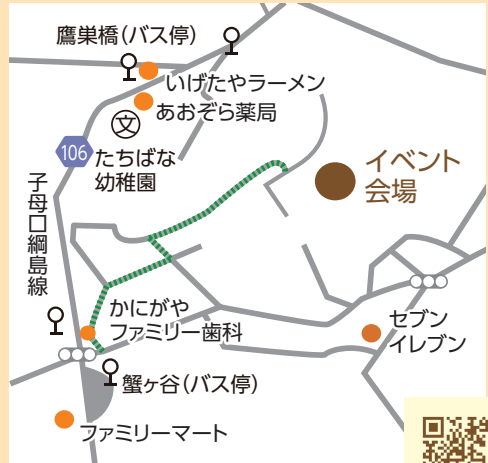 鷹巣橋（バス停）
いげたやラーメン
あおぞら薬局
文
106
たちばな
幼稚園
イベント
会場
子母口綱島線
かにがや
ファミリー歯科
セブン
イレブン
蟹ヶ谷（バス停）
ファミリーマート